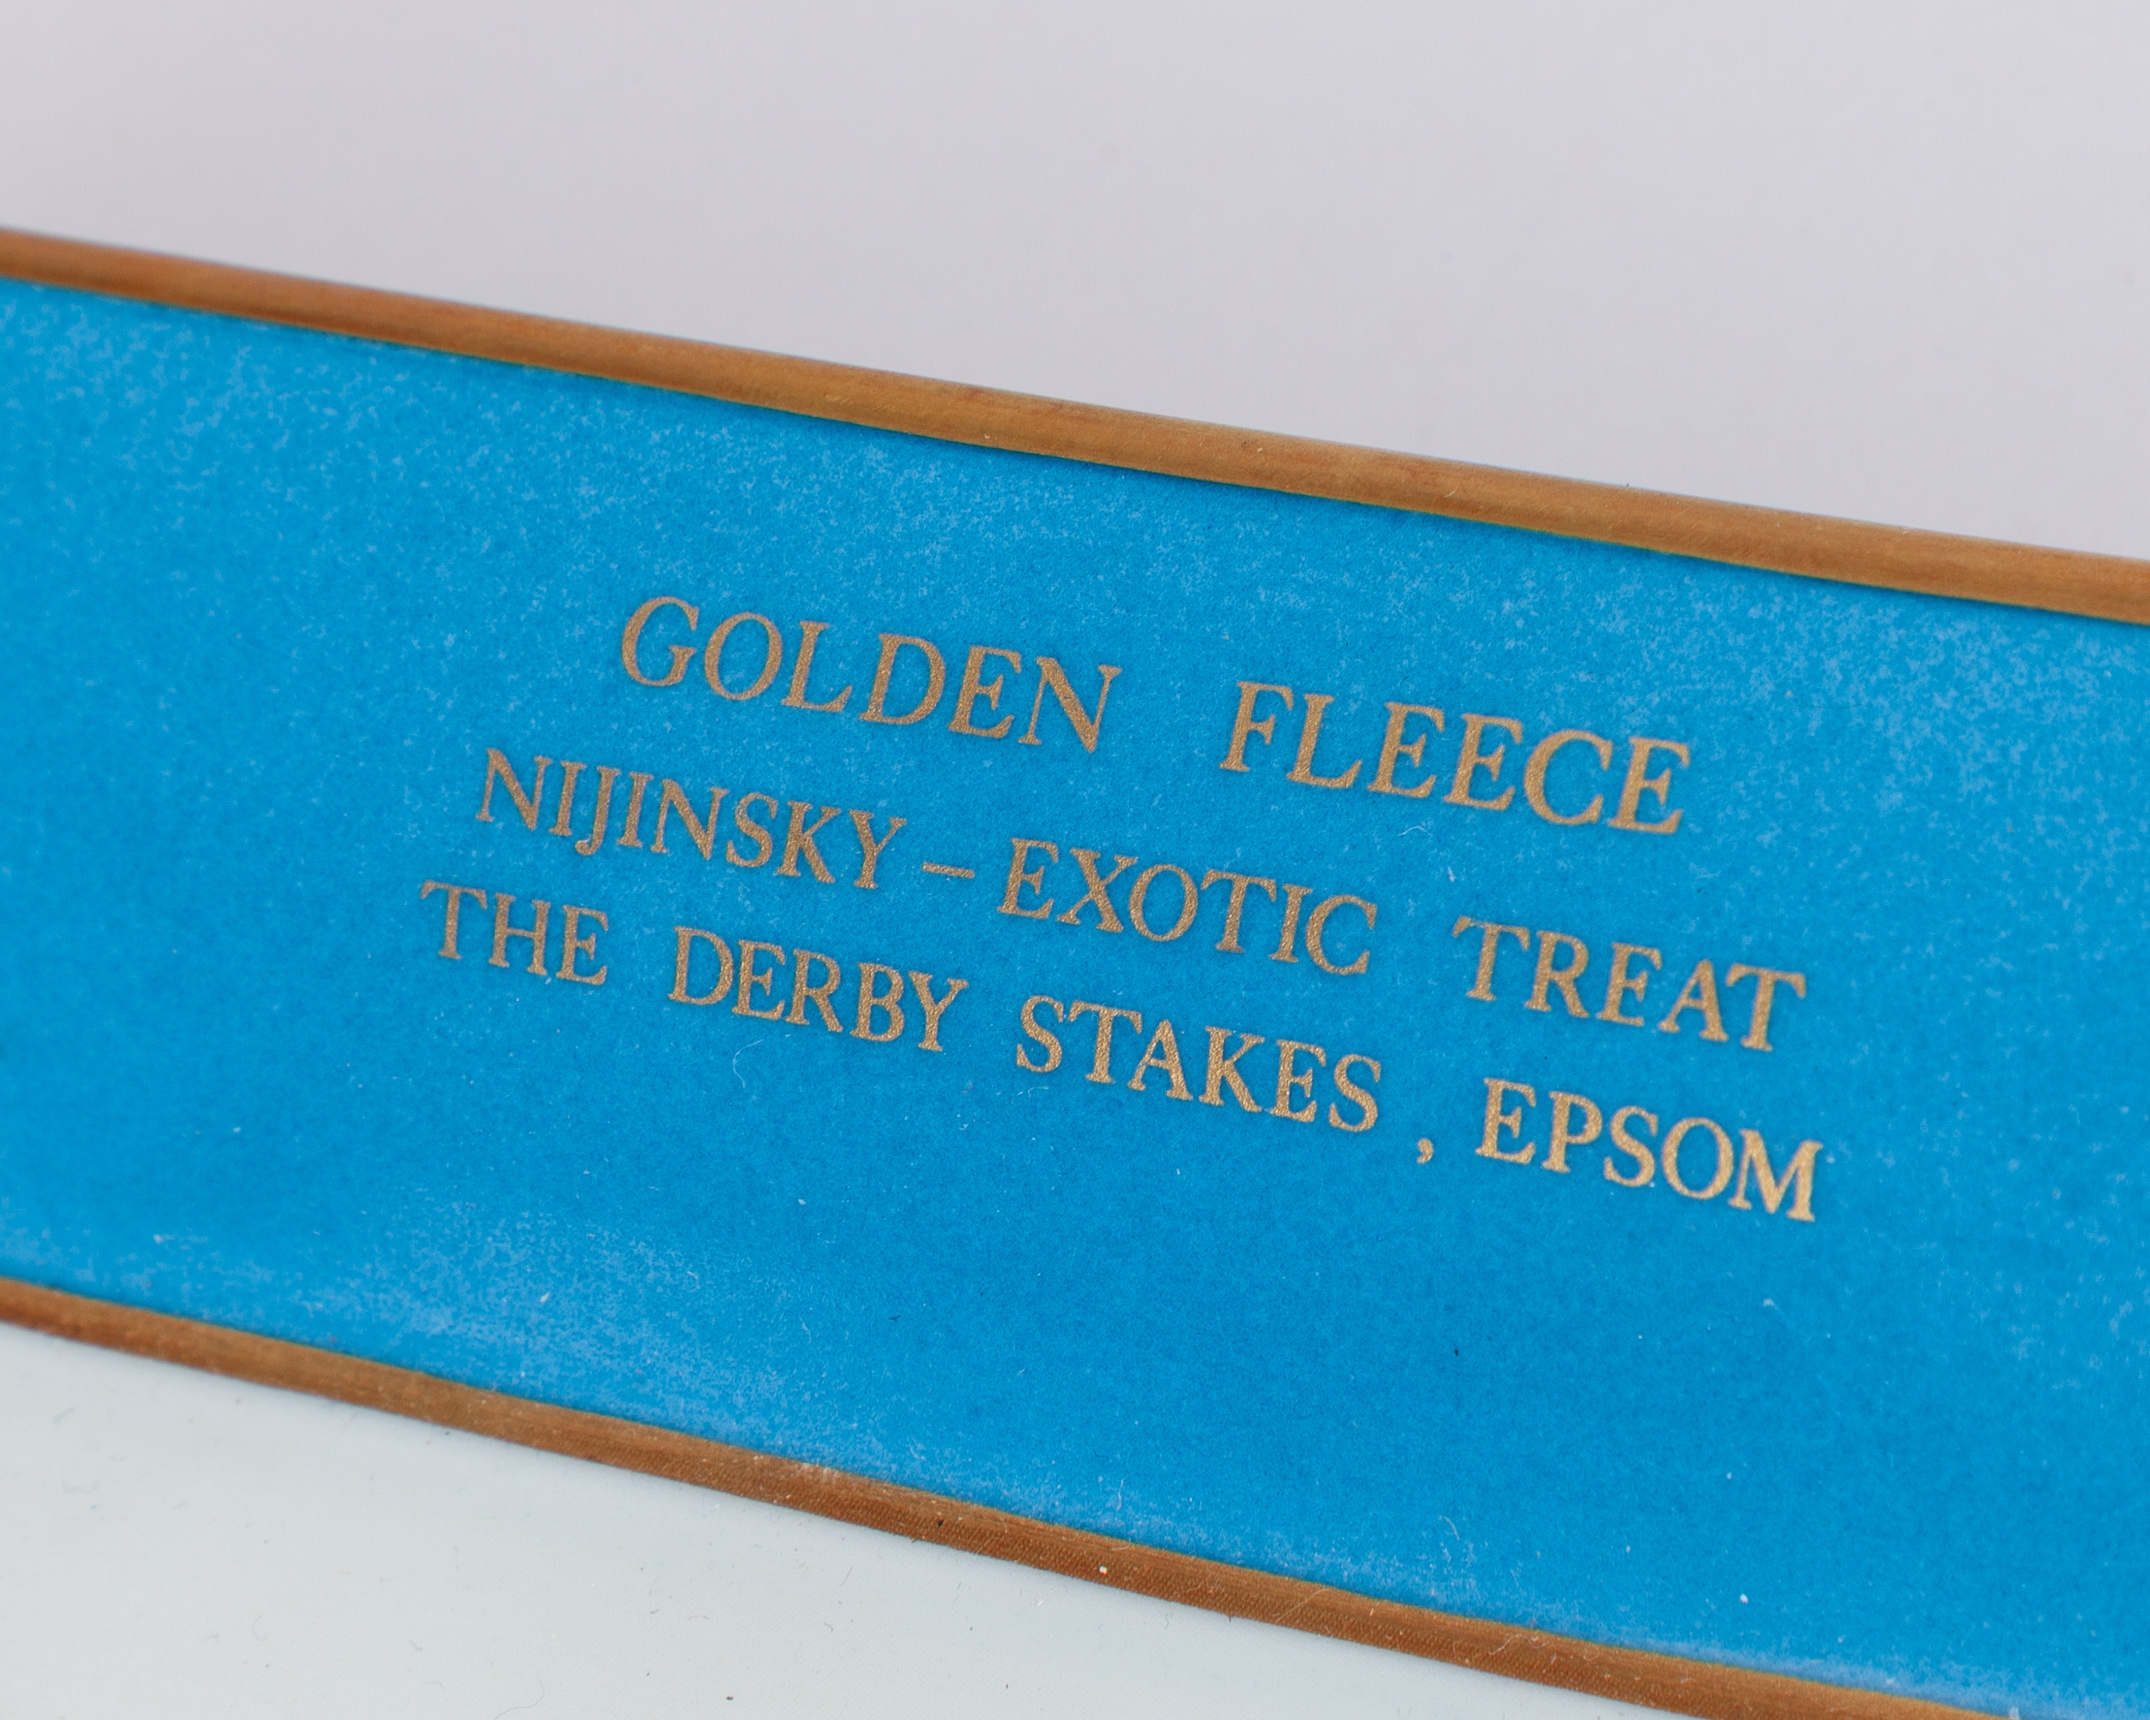 GOLDEN FLEECE
NIJINSKY – EXOTIC TREAT
THE DERBY STAKES , EPSOM